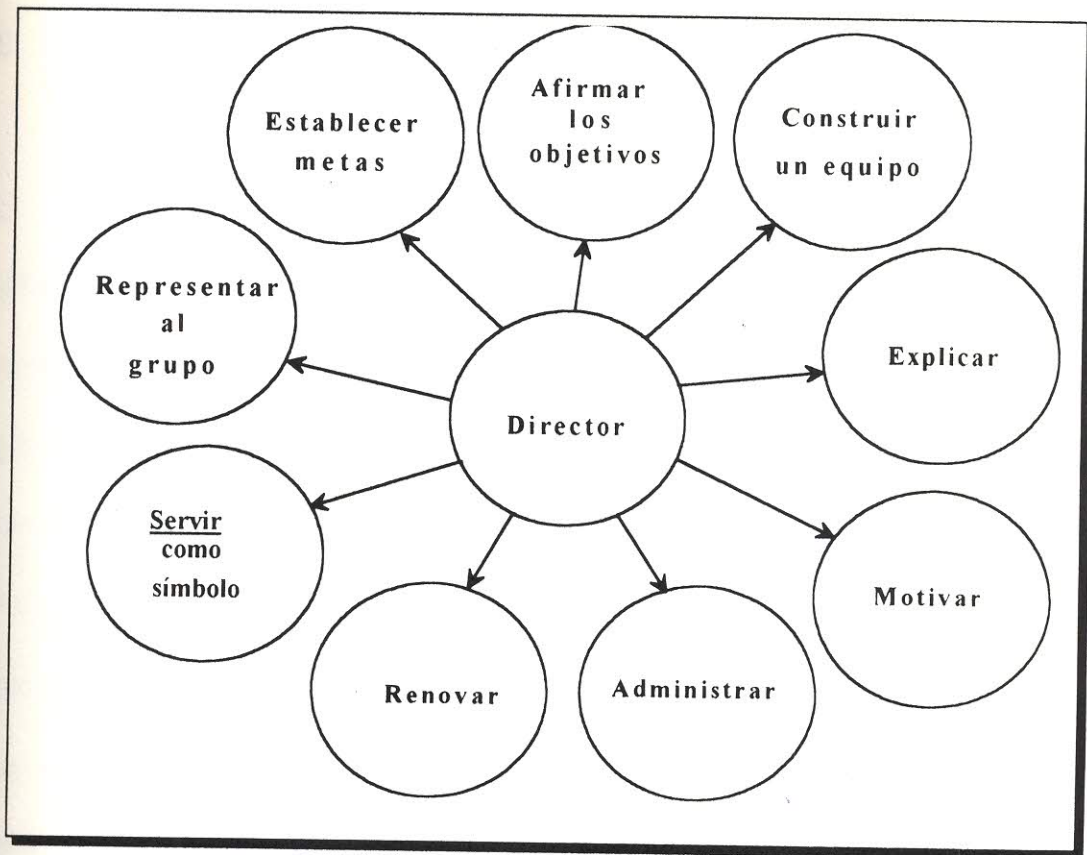 Establecer
metas
Afirmar
los
objetivos
Construir
un equipo
Representar
al
grupo
Explicar
Director
Servir
como
símbolo
Motivar
Renovar
Administrar